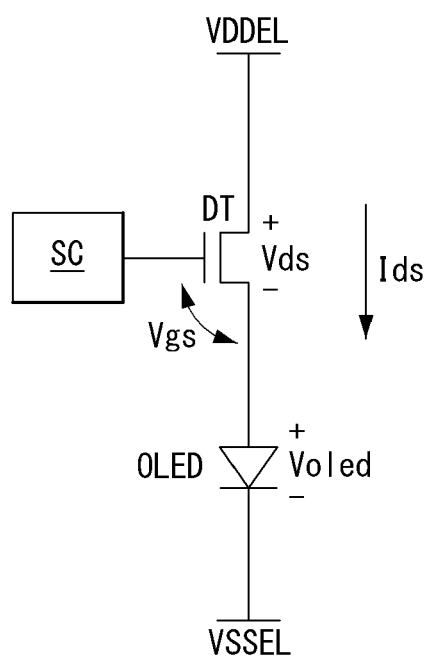 VDDEL
DT
+
SC
Vds
Ids
-
Vgs
+
OLED
Voled
-
VSSEL